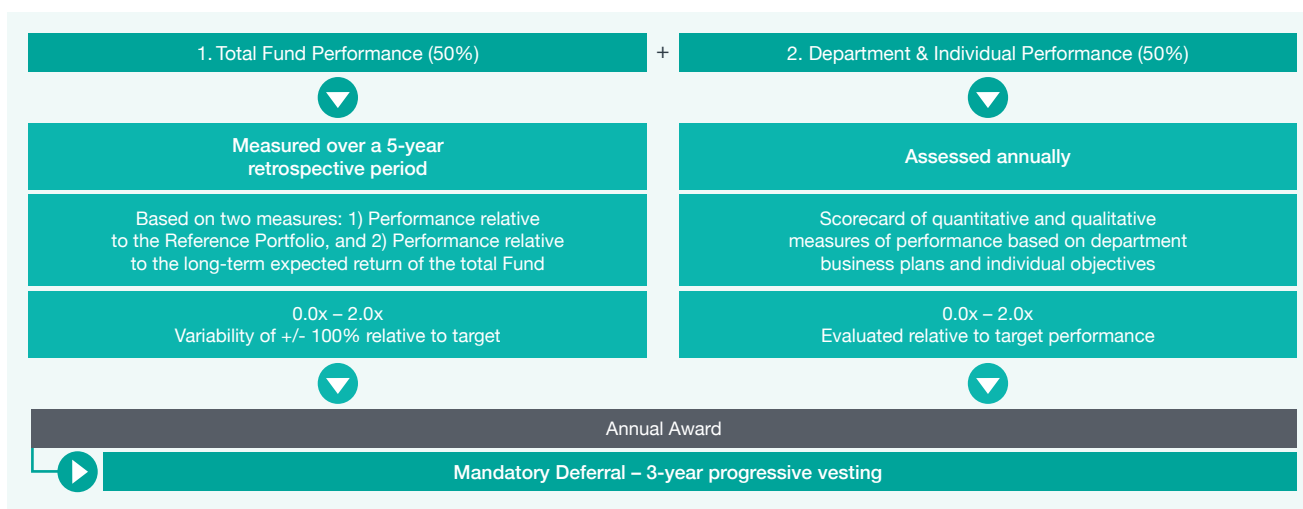 1. Total Fund Performance (50%)
+
2. Department & Individual Performance (50%)
Measured over a 5-year
retrospective period
Assessed annually
Based on two measures: 1) Performance relative
to the Reference Portfolio, and 2) Performance relative
to the long-term expected return of the total Fund
Scorecard of quantitative and qualitative
measures of performance based on department
business plans and individual objectives
0.0x – 2.0x
Variability of +/- 100% relative to target
0.0x – 2.0x
Evaluated relative to target performance
Annual Award
Mandatory Deferral – 3-year progressive vesting